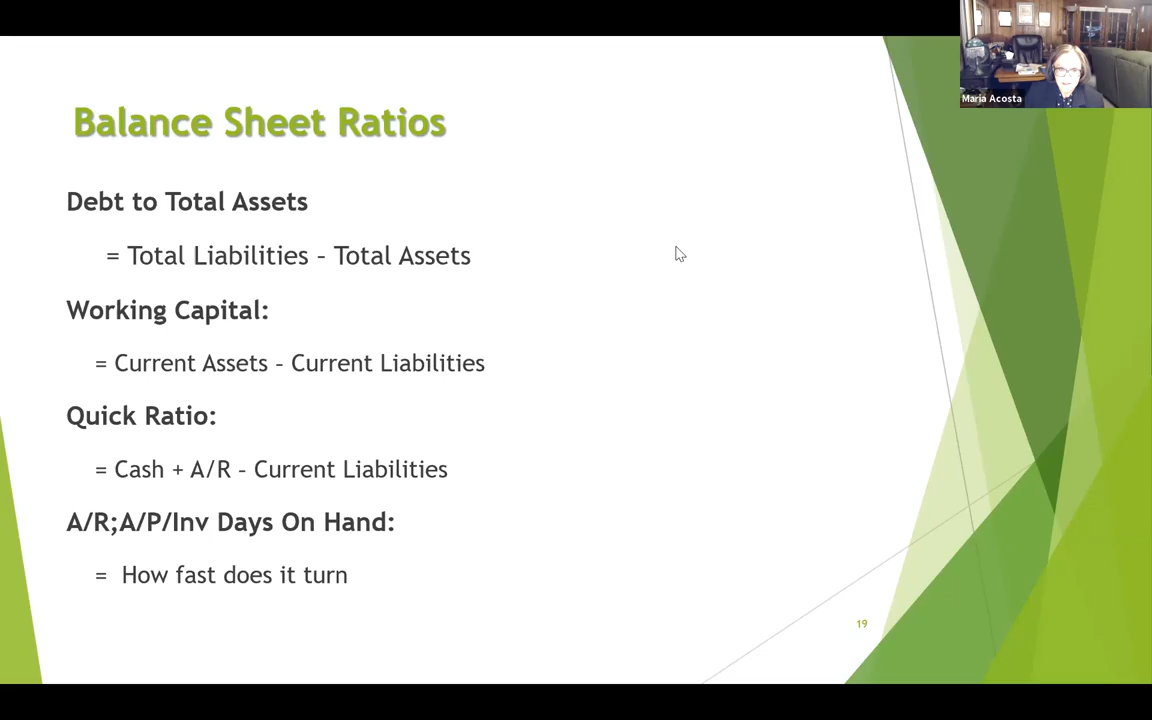 Maria Acosta
Balance Sheet Ratios
Debt to Total Assets
= Total Liabilities – Total Assets
Working Capital:
= Current Assets - Current Liabilities
Quick Ratio:
= Cash + A/R - Current Liabilities
A/R;A/P/Inv Days On Hand:
= How fast does it turn
19